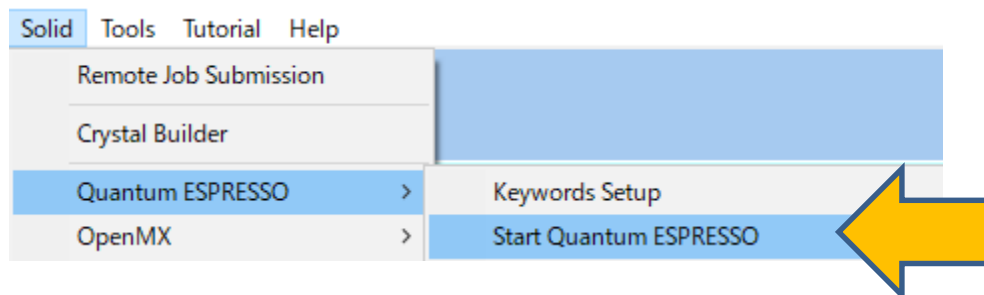 Solid Tools Tutorial Help
Remote Job Submission
Crystal Builder
Quantum ESPRESSO > Keywords Setup
OpenMX > Start Quantum ESPRESSO